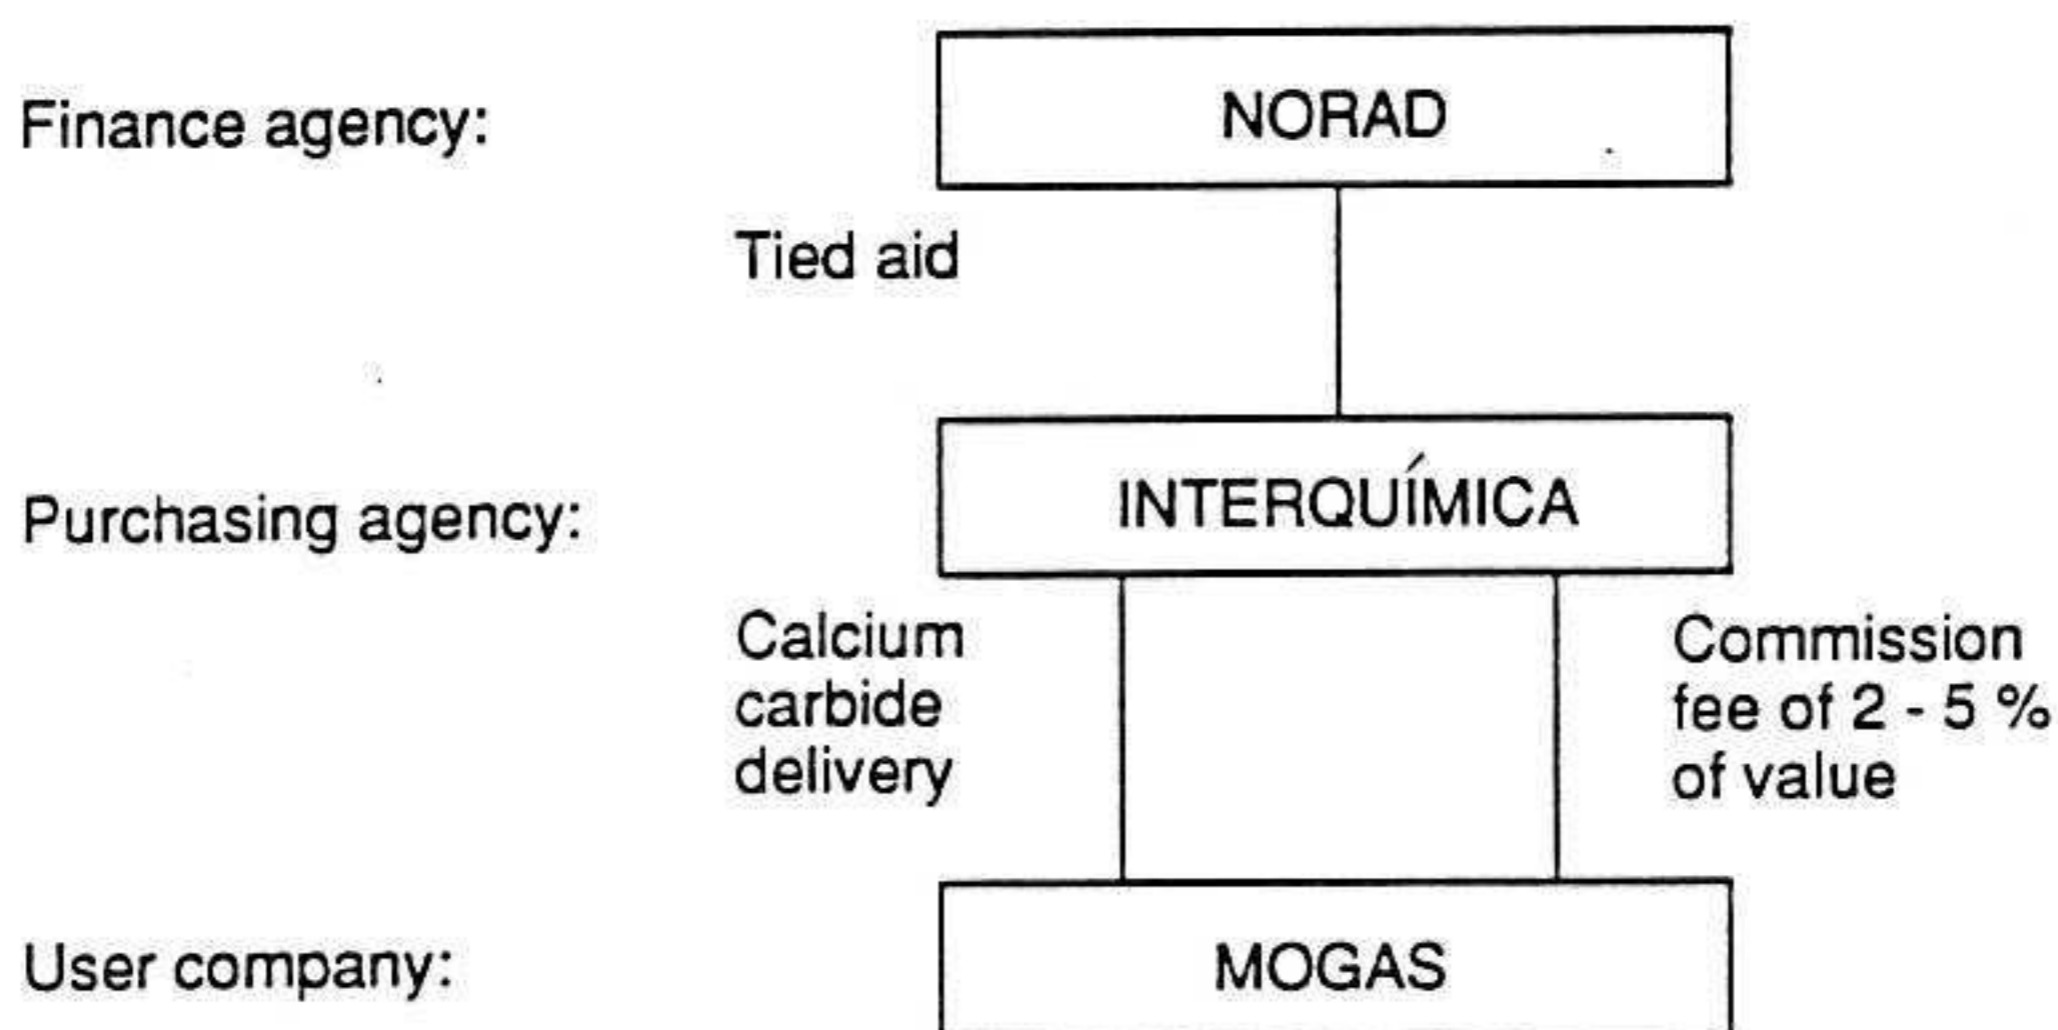 Finance agency:
NORAD
Tied aid
Purchasing agency:
INTERQUÍMICA
Calcium
carbide
delivery
Commission
fee of 2 - 5 %
of value
User company:
MOGAS